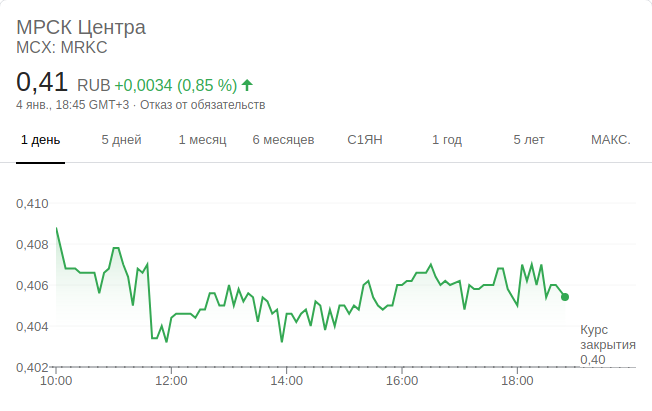 МРСК Центра
MCX: MRKC
0,41 RUB +0,0034 (0,85 %)
4 янв., 18:45 GMT+3 · Отказ от обязательств
1 день 5 дней 1 месяц 6 месяцев С1ЯН 1 год 5 лет МАКС.
0,410
0,408
0,406
0,404
Курс
закрытия
0,40
0,402
10:00 12:00 14:00 16:00 18:00